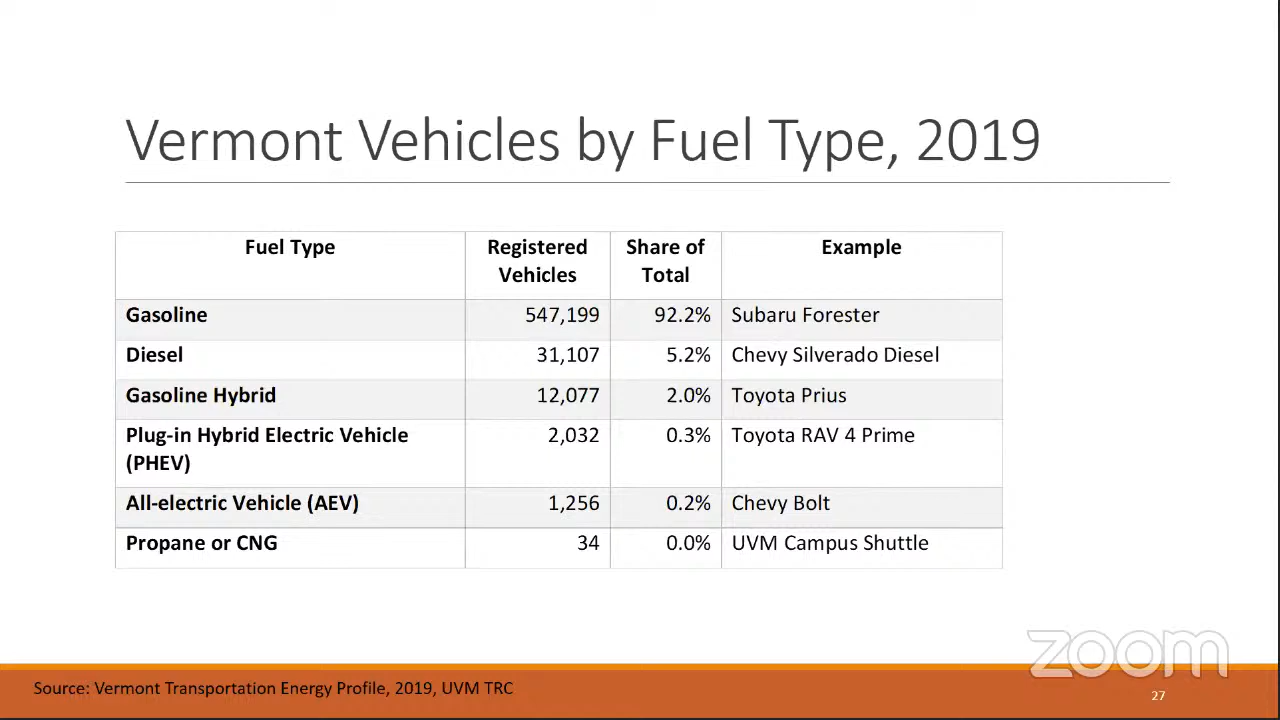 Vermont Vehicles by Fuel Type, 2019
Fuel Type Registered Vehicles Share of Total Example
Gasoline 547,199 92.2% Subaru Forester
Diesel 31,107 5.2% Chevy Silverado Diesel
Gasoline Hybrid 12,077 2.0% Toyota Prius
Plug-in Hybrid Electric Vehicle (PHEV) 2,032 0.3% Toyota RAV 4 Prime
All-electric Vehicle (AEV) 1,256 0.2% Chevy Bolt
Propane or CNG 34 0.0% UVM Campus Shuttle
zoom
Source: Vermont Transportation Energy Profile, 2019, UVM TRC
27